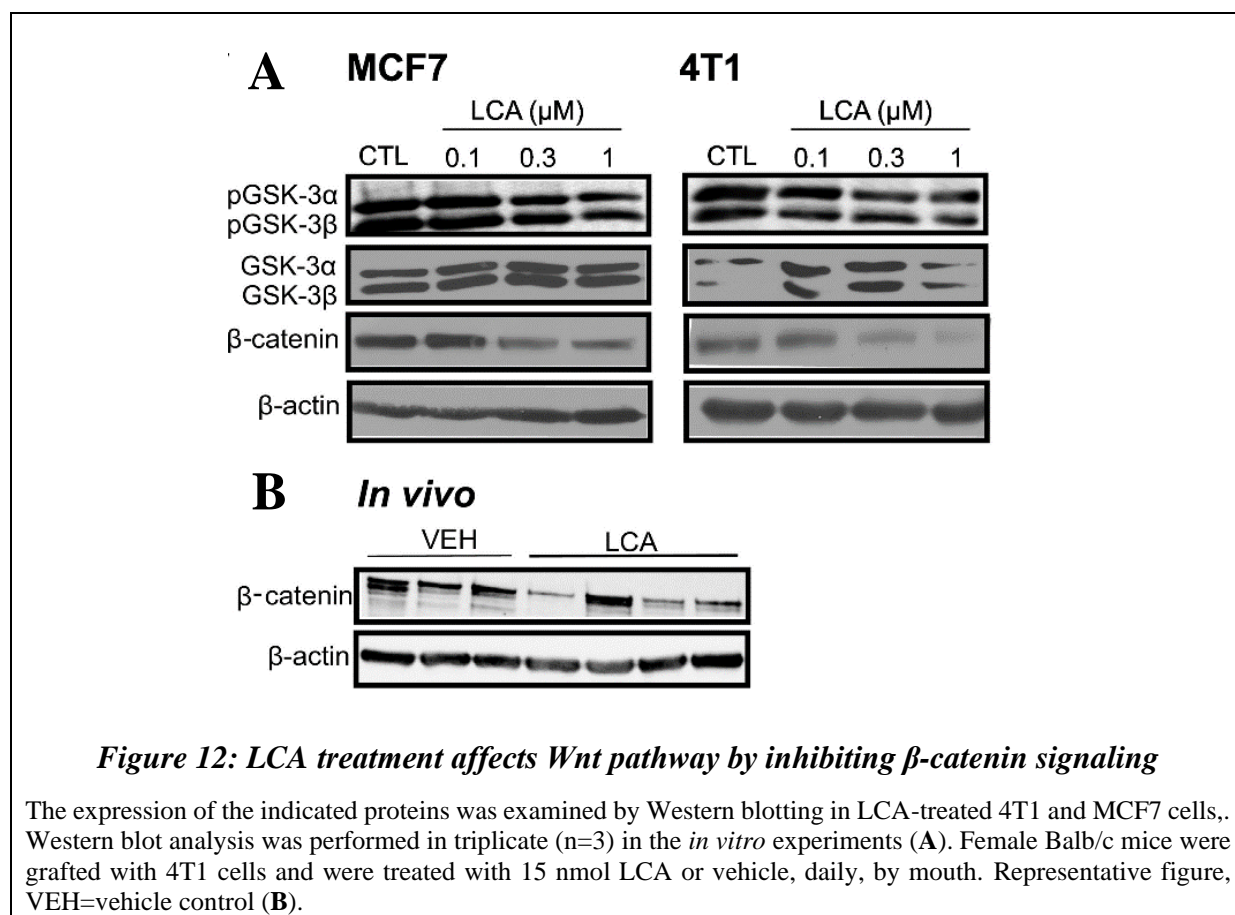 A MCF7 4T1
LCA (µM) LCA (µM)
CTL 0.1 0.3 1 CTL 0.1 0.3 1
pGSK-3α
pGSK-3β
GSK-3α
GSK-3β
β-catenin
β-actin
B In vivo
VEH LCA
β-catenin
β-actin
Figure 12: LCA treatment affects Wnt pathway by inhibiting β-catenin signaling
The expression of the indicated proteins was examined by Western blotting in LCA-treated 4T1 and MCF7 cells,.
Western blot analysis was performed in triplicate (n=3) in the in vitro experiments (A). Female Balb/c mice were
grafted with 4T1 cells and were treated with 15 nmol LCA or vehicle, daily, by mouth. Representative figure,
VEH=vehicle control (B).